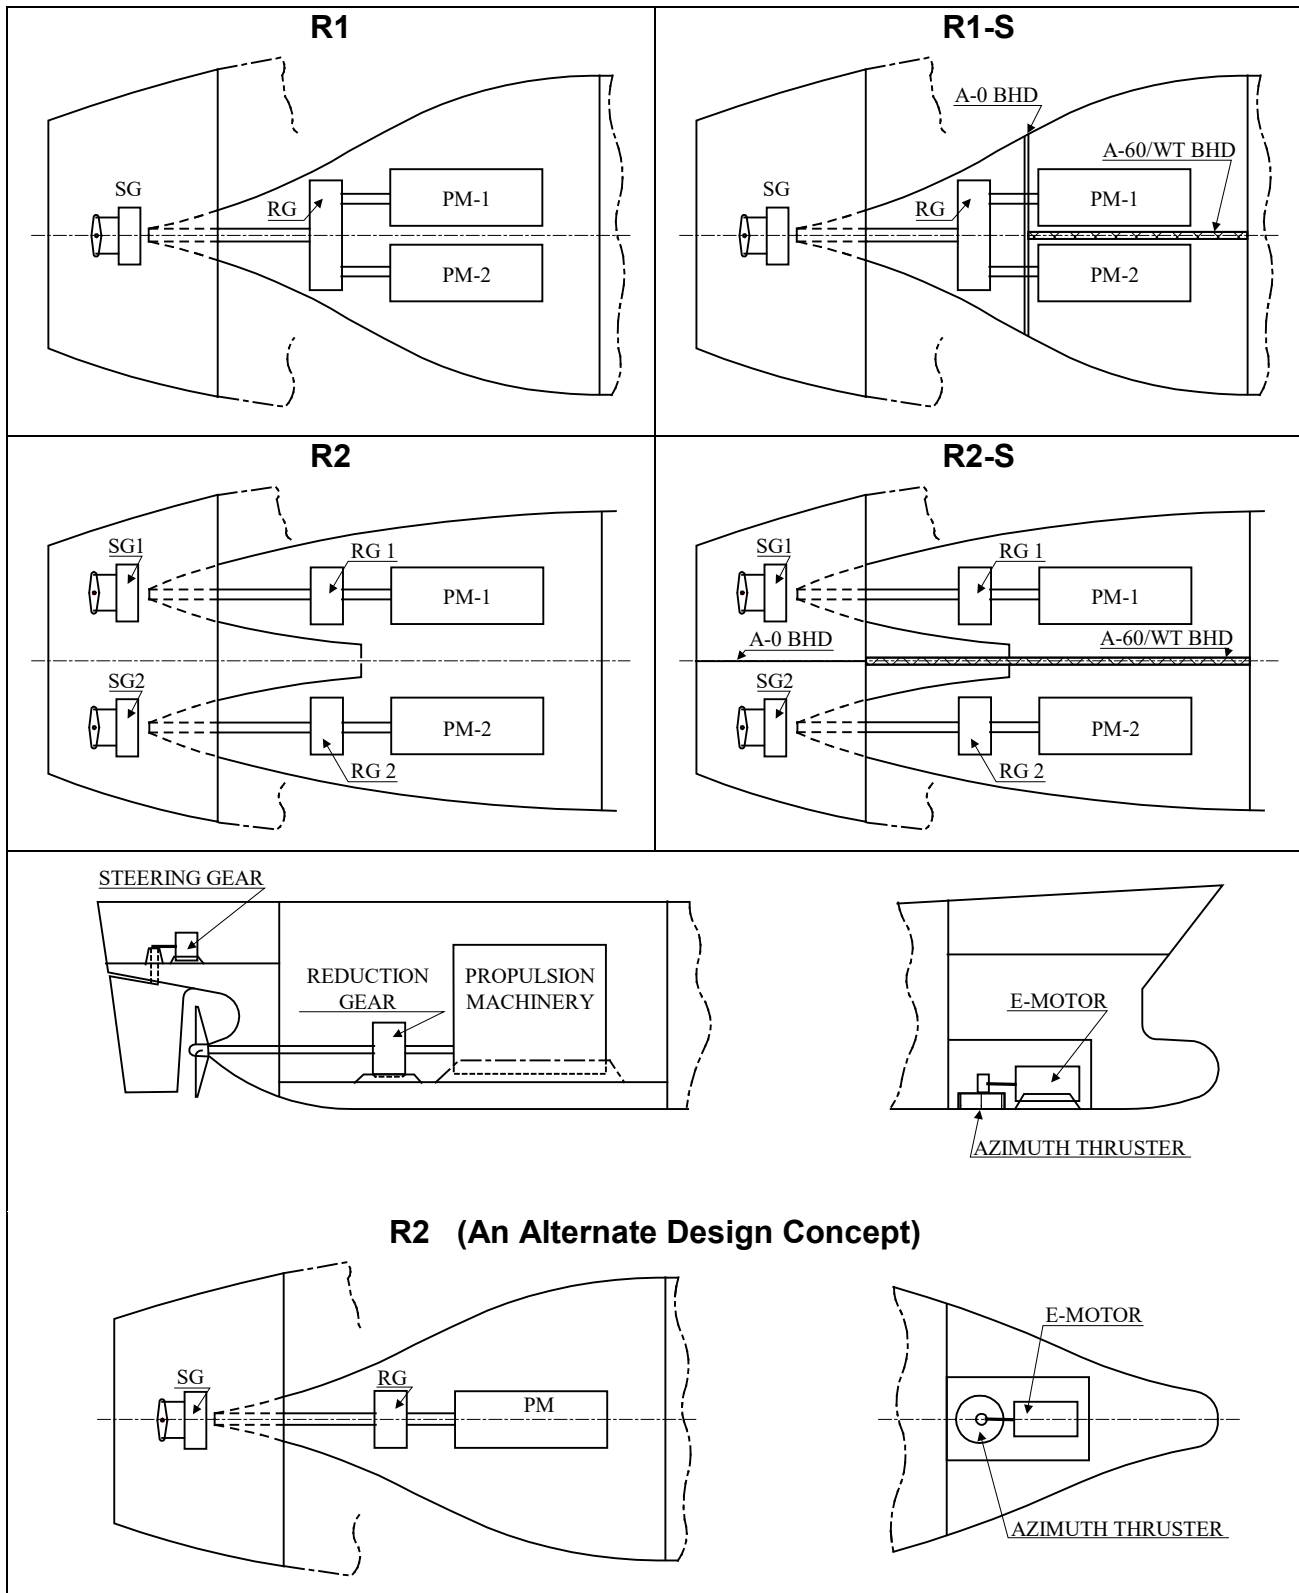 R1
SG
RG
PM-1
PM-2
R1-S
A-0 BHD
A-60/WT BHD
SG
RG
PM-1
PM-2
R2
SG1
RG 1
PM-1
SG2
RG 2
PM-2
R2-S
SG1
RG 1
PM-1
A-0 BHD
A-60/WT BHD
SG2
RG 2
PM-2
STEERING GEAR
REDUCTION
GEAR
PROPULSION
MACHINERY
E-MOTOR
AZIMUTH THRUSTER
R2 (An Alternate Design Concept)
SG
RG
PM
E-MOTOR
AZIMUTH THRUSTER